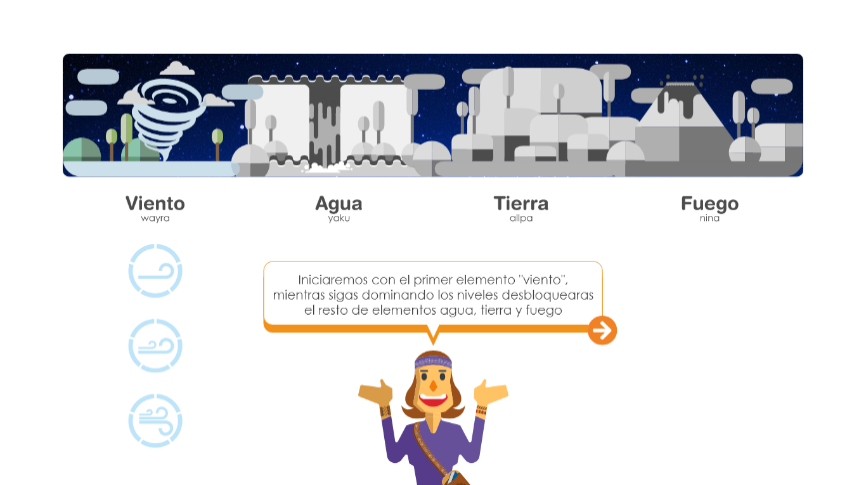 Viento
wayra
Agua
yaku
Tierra
allpa
Fuego
nina
Iniciaremos con el primer elemento "viento",
mientras sigas dominando los niveles desbloquearas
el resto de elementos agua, tierra y fuego